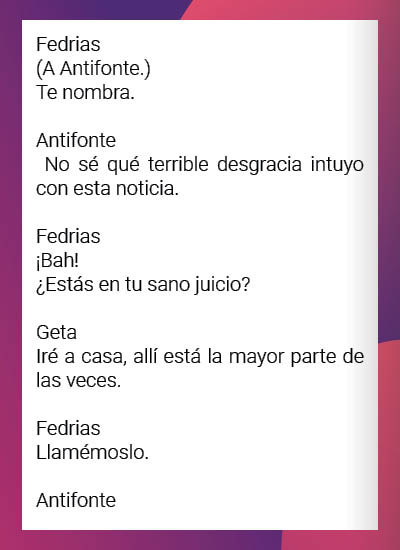 Fedrias
(A Antifonte.)
Te nombra.
Antifonte
No sé qué terrible desgracia intuyo
con esta noticia.
Fedrias
¡Bah!
¿Estás en tu sano juicio?
Geta
Iré a casa, allí está la mayor parte de
las veces.
Fedrias
Llamémoslo.
Antifonte